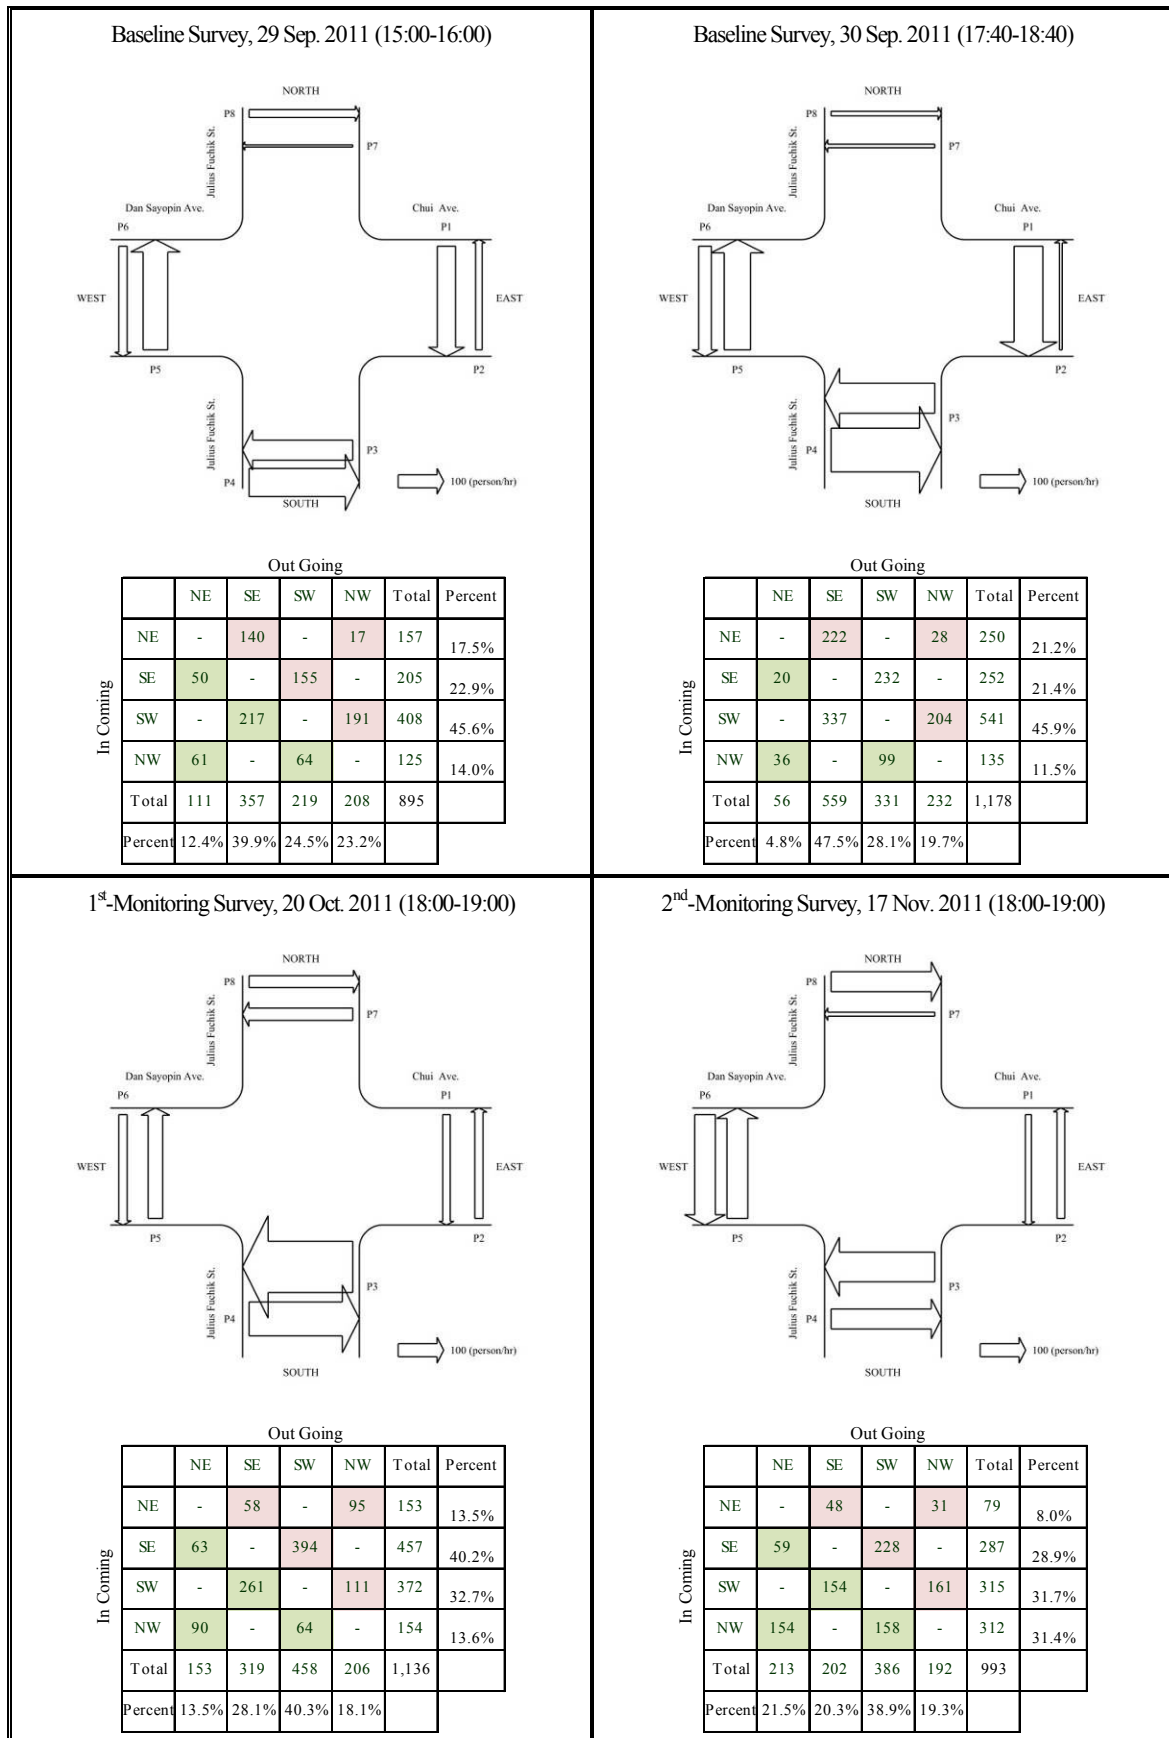 Baseline Survey, 29 Sep. 2011 (15:00-16:00)
NORTH
P8
P7
Julius Fuchik St.
Dan Sayopin Ave.
Chui Ave.
P6
P1
WEST
EAST
P5
P2
Julius Fuchik St.
P3
P4
100 (person/hr)
SOUTH
Out Going
In Coming
NE SE SW NW Total Percent
NE - 140 - 17 157 17.5%
SE 50 - 155 - 205 22.9%
SW - 217 - 191 408 45.6%
NW 61 - 64 - 125 14.0%
Total 111 357 219 208 895
Percent 12.4% 39.9% 24.5% 23.2%
Baseline Survey, 30 Sep. 2011 (17:40-18:40)
NORTH
P8
P7
Julius Fuchik St.
Dan Sayopin Ave.
Chui Ave.
P6
P1
WEST
EAST
P5
P2
Julius Fuchik St.
P3
P4
100 (person/hr)
SOUTH
Out Going
In Coming
NE SE SW NW Total Percent
NE - 222 - 28 250 21.2%
SE 20 - 232 - 252 21.4%
SW - 337 - 204 541 45.9%
NW 36 - 99 - 135 11.5%
Total 56 559 331 232 1,178
Percent 4.8% 47.5% 28.1% 19.7%
1st-Monitoring Survey, 20 Oct. 2011 (18:00-19:00)
NORTH
P8
P7
Julius Fuchik St.
Dan Sayopin Ave.
Chui Ave.
P6
P1
WEST
EAST
P5
P2
Julius Fuchik St.
P3
P4
100 (person/hr)
SOUTH
Out Going
In Coming
NE SE SW NW Total Percent
NE - 58 - 95 153 13.5%
SE 63 - 394 - 457 40.2%
SW - 261 - 111 372 32.7%
NW 90 - 64 - 154 13.6%
Total 153 319 458 206 1,136
Percent 13.5% 28.1% 40.3% 18.1%
2nd-Monitoring Survey, 17 Nov. 2011 (18:00-19:00)
NORTH
P8
P7
Julius Fuchik St.
Dan Sayopin Ave.
Chui Ave.
P6
P1
WEST
EAST
P5
P2
Julius Fuchik St.
P3
P4
100 (person/hr)
SOUTH
Out Going
In Coming
NE SE SW NW Total Percent
NE - 48 - 31 79 8.0%
SE 59 - 228 - 287 28.9%
SW - 154 - 161 315 31.7%
NW 154 - 158 - 312 31.4%
Total 213 202 386 192 993
Percent 21.5% 20.3% 38.9% 19.3%